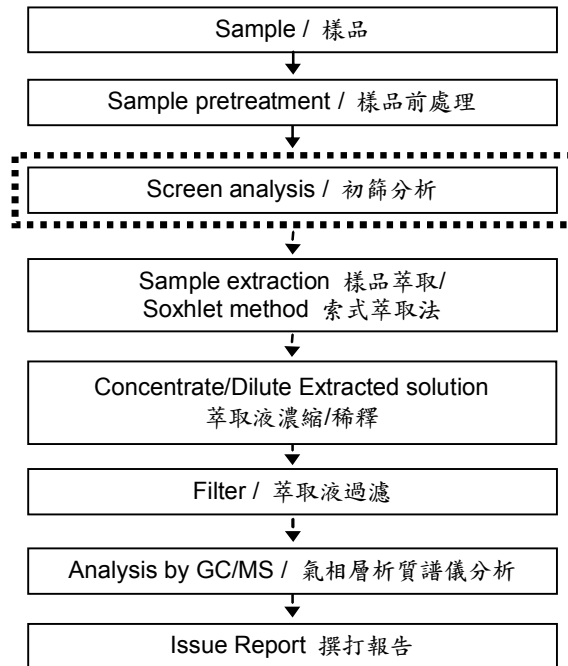 Sample / 樣品
Sample pretreatment / 樣品前處理
Screen analysis / 初篩分析
Sample extraction 樣品萃取/
Soxhlet method 索式萃取法
Concentrate/Dilute Extracted solution
萃取液濃縮/稀釋
Filter / 萃取液過濾
Analysis by GC/MS / 氣相層析質譜儀分析
Issue Report 撰打報告